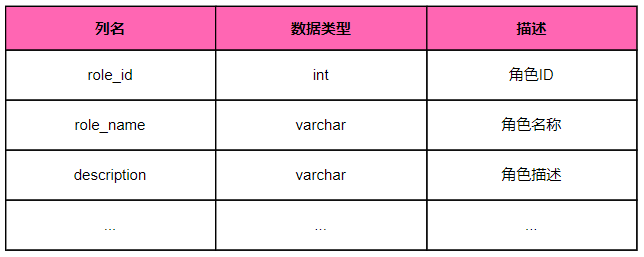 列名 数据类型 描述
role_id int 角色ID
role_name varchar 角色名称
description varchar 角色描述
... ... ...